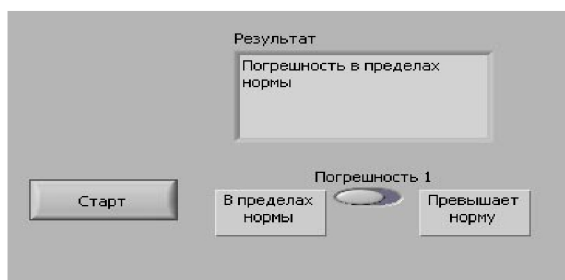 Результат
Погрешность в пределах
нормы
Погрешность 1
Старт
В пределах
нормы
Превышает
норму